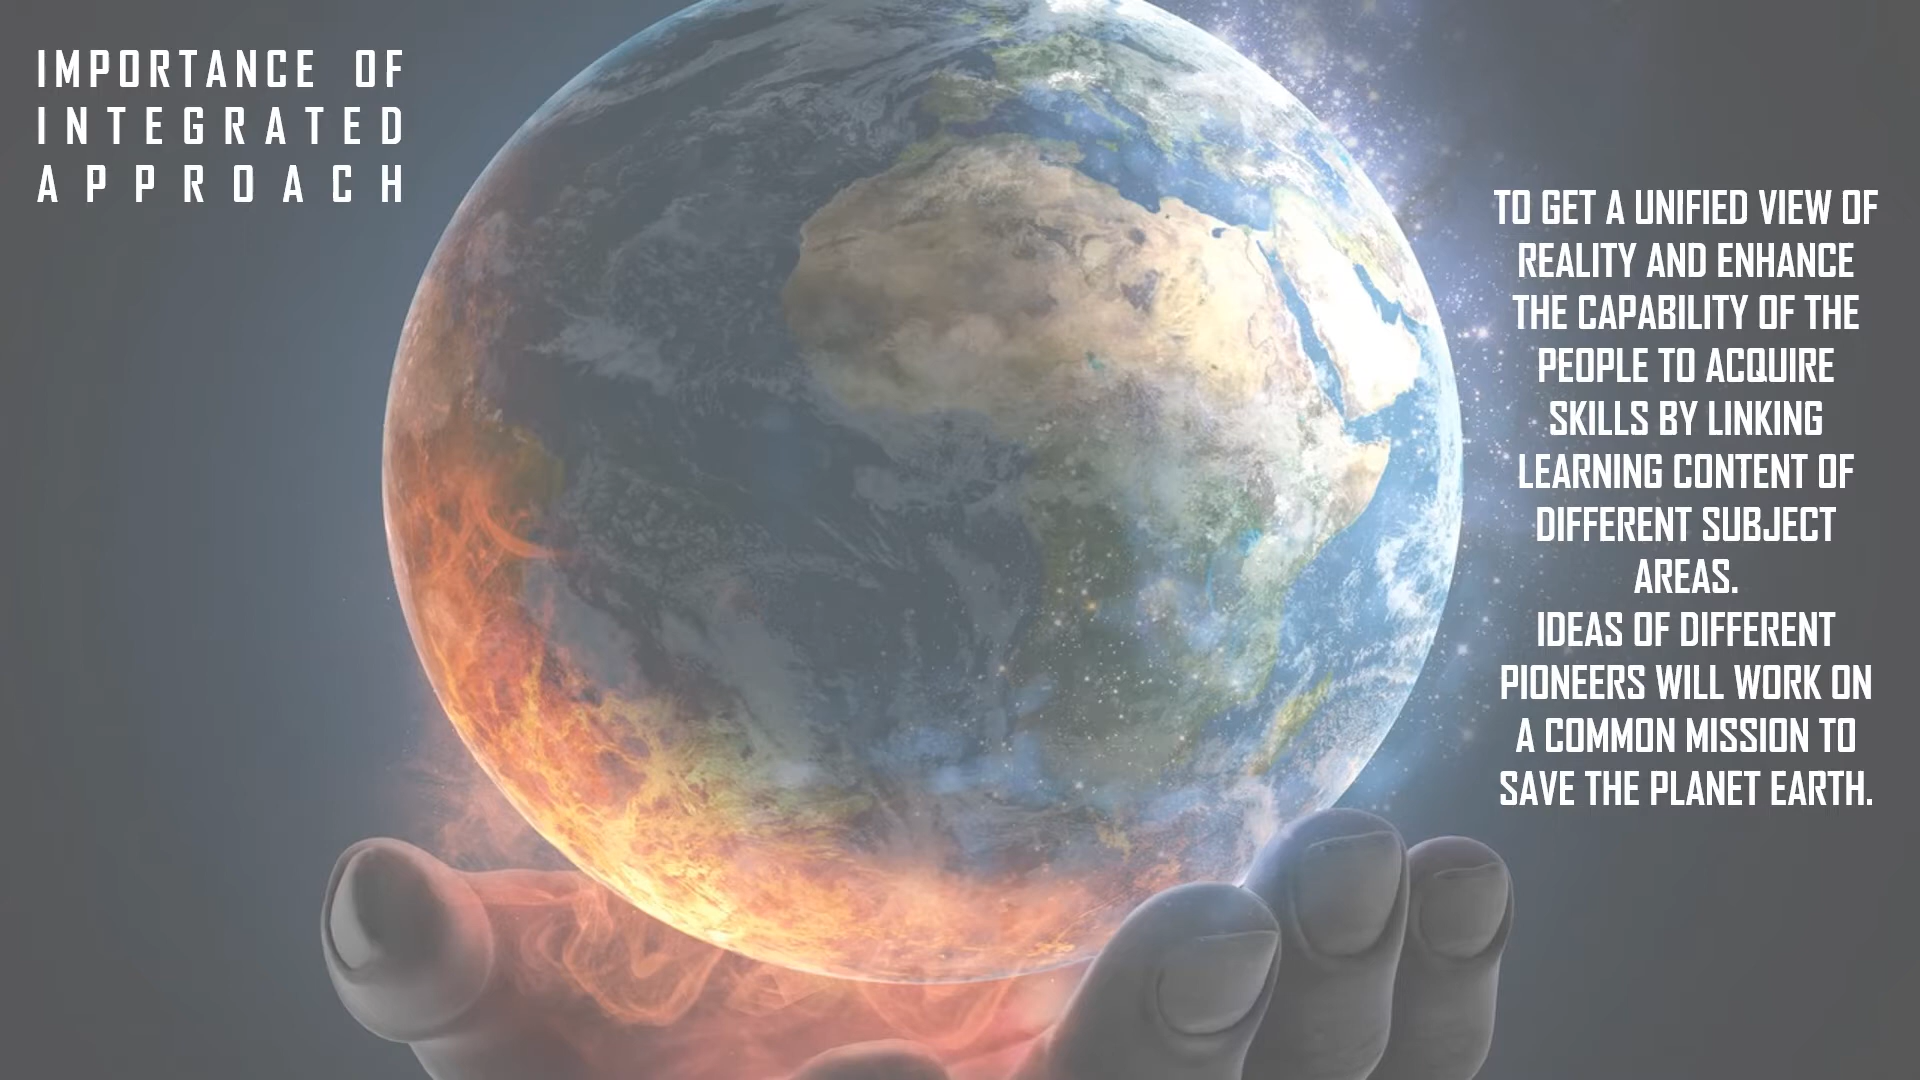 IMPORTANCE OF
INTEGRATED
APPROACH
TO GET A UNIFIED VIEW OF
REALITY AND ENHANCE
THE CAPABILITY OF THE
PEOPLE TO ACQUIRE
SKILLS BY LINKING
LEARNING CONTENT OF
DIFFERENT SUBJECT
AREAS.
IDEAS OF DIFFERENT
PIONEERS WILL WORK ON
A COMMON MISSION TO
SAVE THE PLANET EARTH.